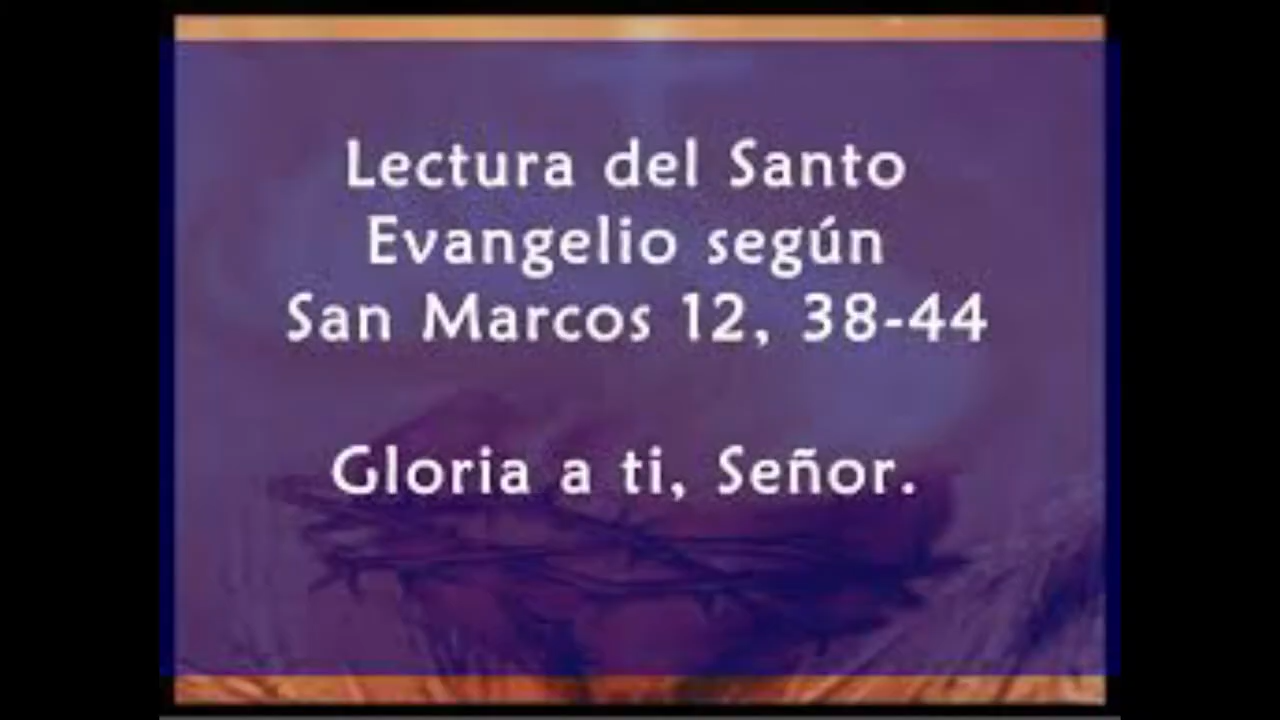 Lectura del Santo
Evangelio según
San Marcos 12, 38-44
Gloria a ti, Señor.